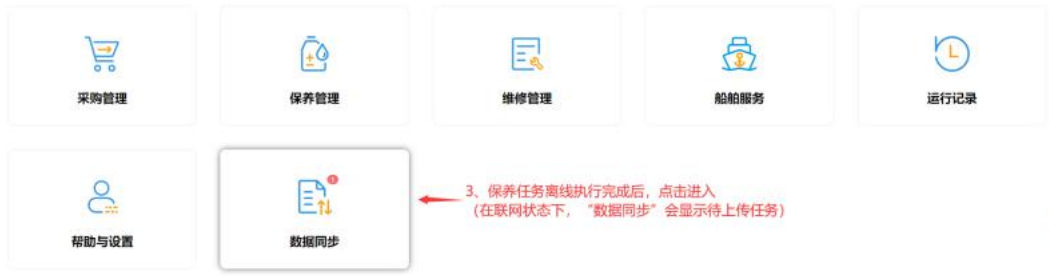 采购管理
保养管理
维修管理
船舶服务
运行记录
1
3、保养任务离线执行完成后，点击进入
（在联网状态下，“数据同步”会显示待上传任务）
帮助与设置
数据同步